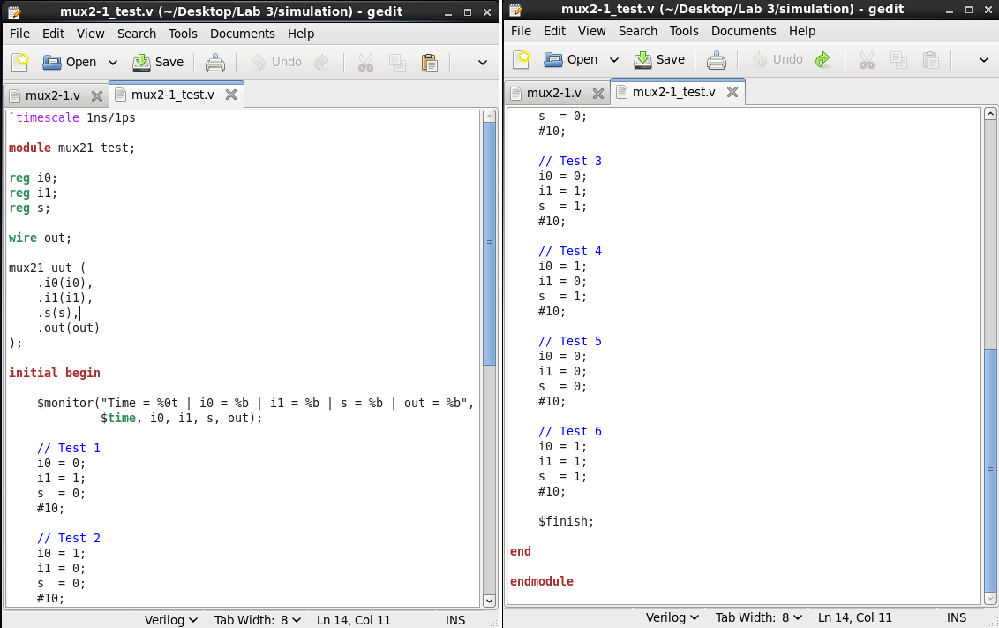 mux2-1_test.v (~/Desktop/Lab 3/simulation) - gedit
File Edit View Search Tools Documents Help
Open Save Undo
mux2-1.v mux2-1_test.v
`timescale 1ns/1ps
module mux21_test;
reg i0;
reg i1;
reg s;
wire out;
mux21 uut (
    .i0(i0),
    .i1(i1),
    .s(s),
    .out(out)
);
initial begin
    $monitor("Time = %0t | i0 = %b | i1 = %b | s = %b | out = %b",
             $time, i0, i1, s, out);
    // Test 1
    i0 = 0;
    i1 = 1;
    s  = 0;
    #10;
    // Test 2
    i0 = 1;
    i1 = 0;
    s  = 0;
    #10;
Verilog Tab Width: 8 Ln 14, Col 11 INS
mux2-1_test.v (~/Desktop/Lab 3/simulation) - gedit
File Edit View Search Tools Documents Help
Open Save Undo
mux2-1.v mux2-1_test.v
    s  = 0;
    #10;
    // Test 3
    i0 = 0;
    i1 = 1;
    s  = 1;
    #10;
    // Test 4
    i0 = 1;
    i1 = 0;
    s  = 1;
    #10;
    // Test 5
    i0 = 0;
    i1 = 0;
    s  = 0;
    #10;
    // Test 6
    i0 = 1;
    i1 = 1;
    s  = 1;
    #10;
    $finish;
end
endmodule
Verilog Tab Width: 8 Ln 14, Col 11 INS